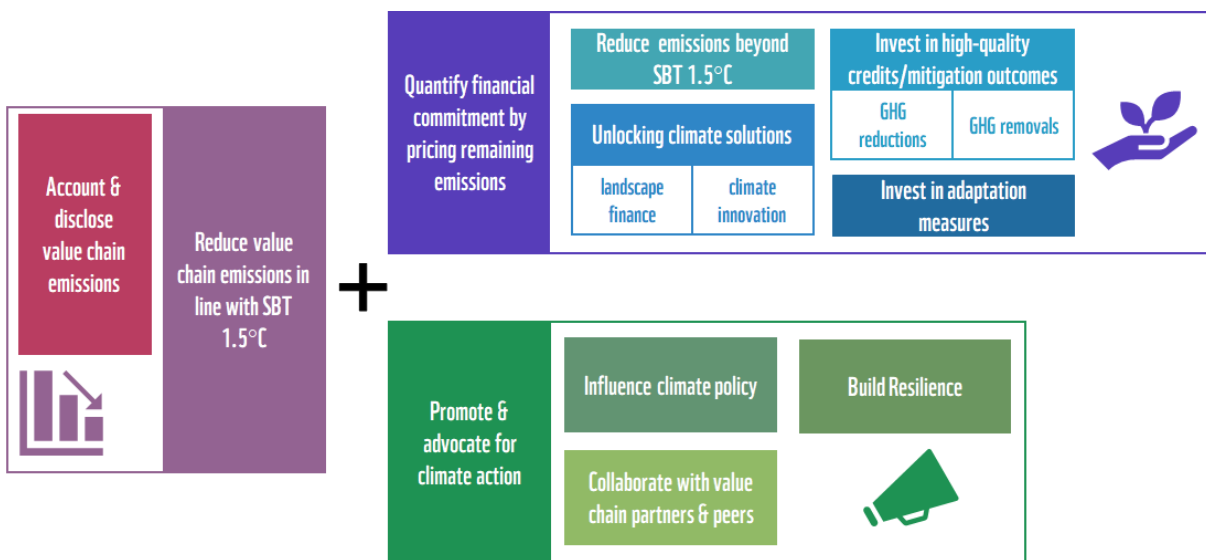 Account &
disclose
value chain
emissions
Reduce value
chain emissions in
line with SBT
1.5°C
+
Quantify financial
commitment by
pricing remaining
emissions
Reduce emissions beyond
SBT 1.5°C
Unlocking climate solutions
landscape
finance
climate
innovation
Invest in high-quality
credits/mitigation outcomes
GHG
reductions
GHG removals
Invest in adaptation
measures
Promote &
advocate for
climate action
Influence climate policy
Build Resilience
Collaborate with value
chain partners & peers